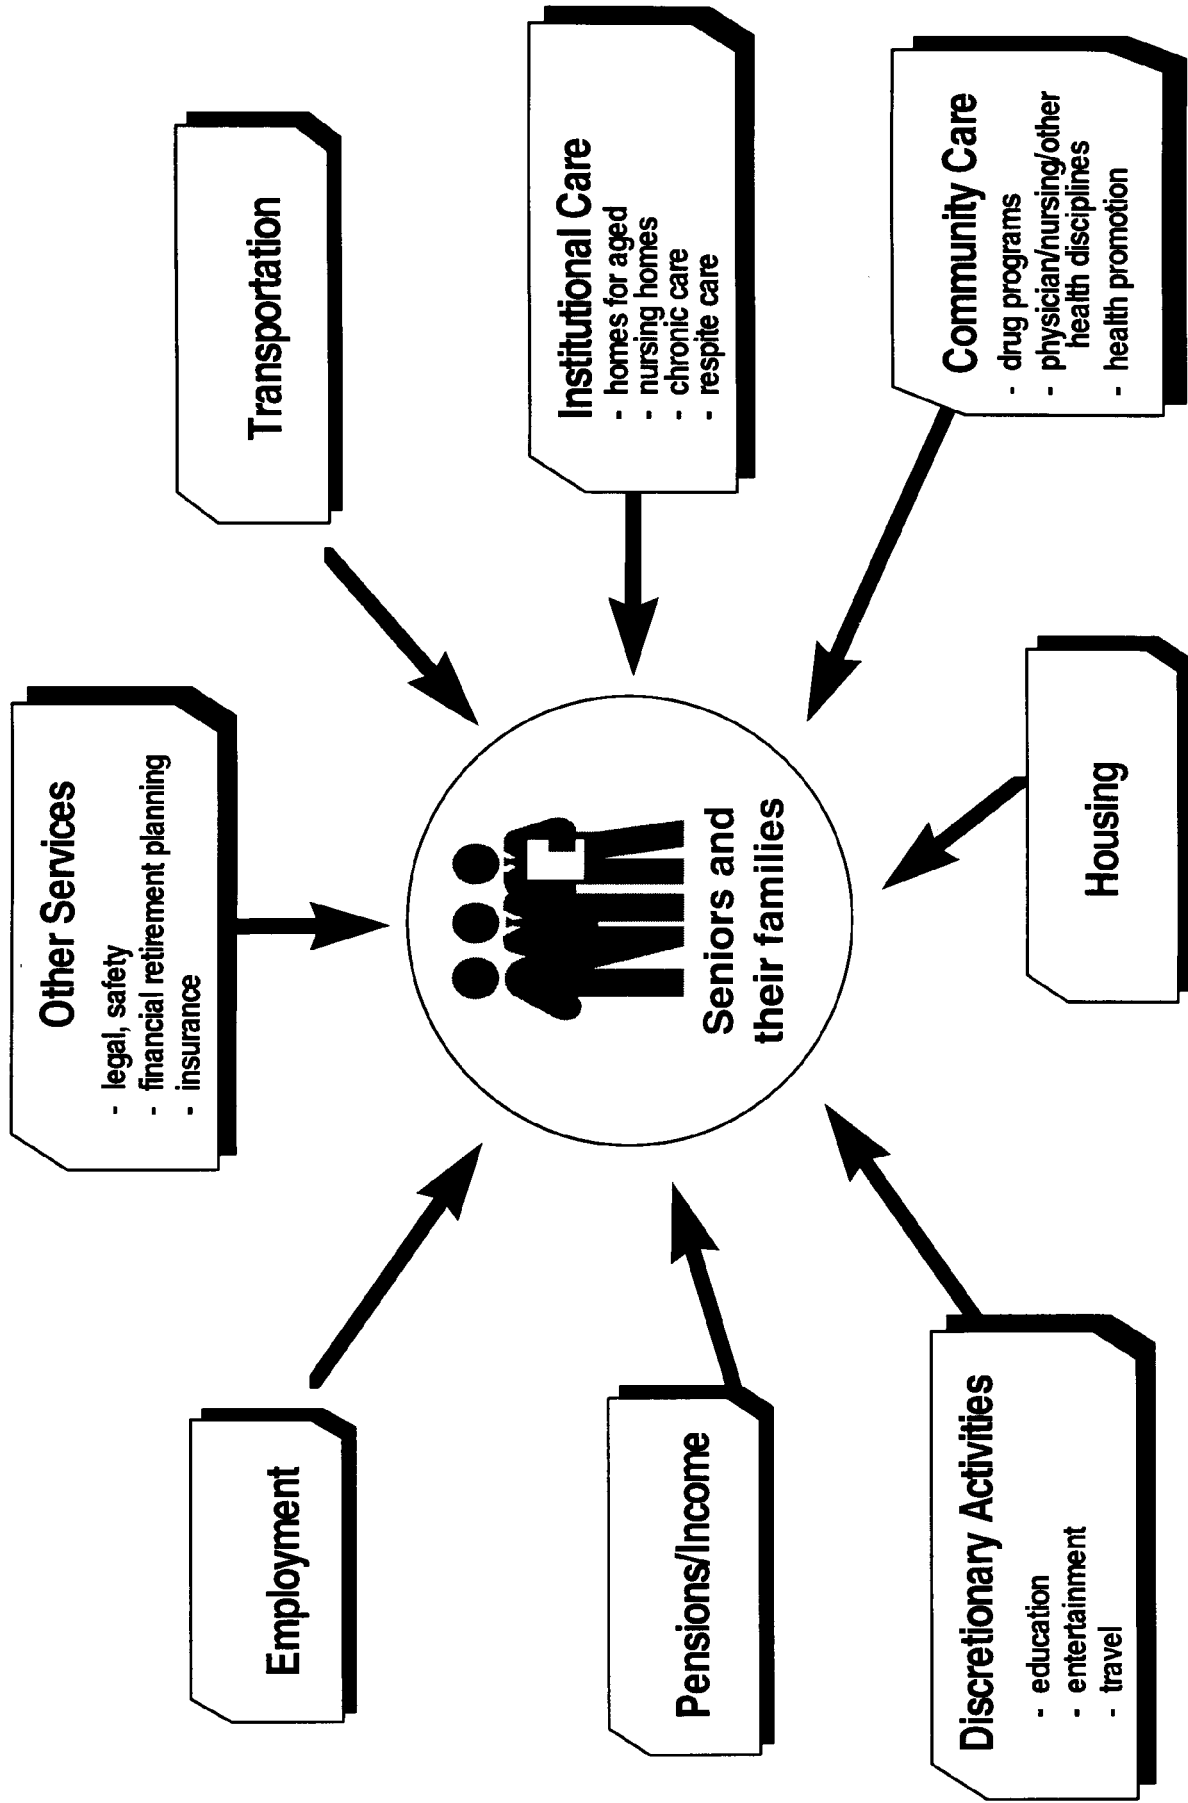 Other Services
- legal, safety
- financial retirement planning
- insurance
Employment
Transportation
Seniors and
their families
Pensions/Income
Institutional Care
- homes for aged
- nursing homes
- chronic care
- respite care
Discretionary Activities
- education
- entertainment
- travel
Housing
Community Care
- drug programs
- physician/nursing/other
health disciplines
- health promotion